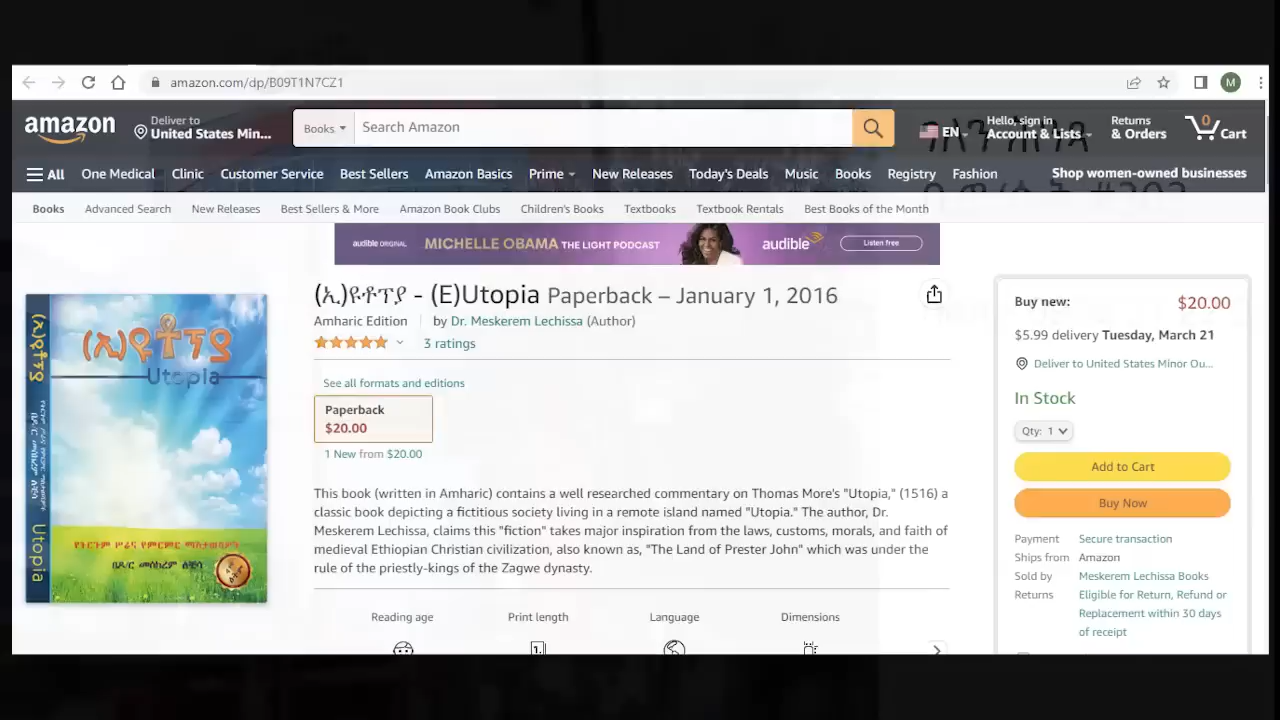 amazon.com/dp/B09T1N7CZ1
M
amazon
Deliver to
United States Min...
Books
Search Amazon
EN
Hello, sign in
Account & Lists
Returns
& Orders
0
Cart
All
One Medical
Clinic
Customer Service
Best Sellers
Amazon Basics
Prime
New Releases
Today's Deals
Music
Books
Registry
Fashion
Shop women-owned businesses
Books
Advanced Search
New Releases
Best Sellers & More
Amazon Book Clubs
Children's Books
Textbooks
Textbook Rentals
Best Books of the Month
audible ORIGINAL
MICHELLE OBAMA THE LIGHT PODCAST
audible
Listen free
(ኢ)ዩቶፕያ
Utopia
(ኢ)ዩቶፕያ
Utopia
በዶ/ር መስከረም ለቺሳ
(ኢ)ዩቶፕያ - (E)Utopia Paperback – January 1, 2016
Amharic Edition
by Dr. Meskerem Lechissa (Author)
3 ratings
See all formats and editions
Paperback
$20.00
1 New from $20.00
This book (written in Amharic) contains a well researched commentary on Thomas More's "Utopia," (1516) a
classic book depicting a fictitious society living in a remote island named "Utopia." The author, Dr.
Meskerem Lechissa, claims this "fiction" takes major inspiration from the laws, customs, morals, and faith of
medieval Ethiopian Christian civilization, also known as, "The Land of Prester John" which was under the
rule of the priestly-kings of the Zagwe dynasty.
Reading age
Print length
Language
Dimensions
Buy new:
$20.00
$5.99 delivery Tuesday, March 21
Deliver to United States Minor Ou...
In Stock
Qty: 1
Add to Cart
Buy Now
Payment
Secure transaction
Ships from
Amazon
Sold by
Meskerem Lechissa Books
Returns
Eligible for Return, Refund or
Replacement within 30 days
of receipt